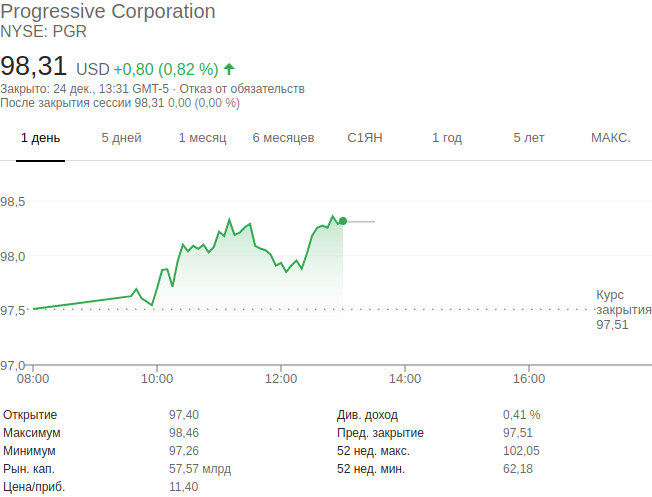 Progressive Corporation
NYSE: PGR
98,31 USD +0,80 (0,82 %)
Закрыто: 24 дек., 13:31 GMT-5 · Отказ от обязательств
После закрытия сессии 98,31 0,00 (0,00 %)
1 день 5 дней 1 месяц 6 месяцев С1ЯН 1 год 5 лет МАКС.
98,5
98,0
97,5
97,0
Курс
закрытия
97,51
08:00 10:00 12:00 14:00 16:00
Открытие 97,40 Див. доход 0,41 %
Максимум 98,46 Пред. закрытие 97,51
Минимум 97,26 52 нед. макс. 102,05
Рын. кап. 57,57 млрд 52 нед. мин. 62,18
Цена/приб. 11,40